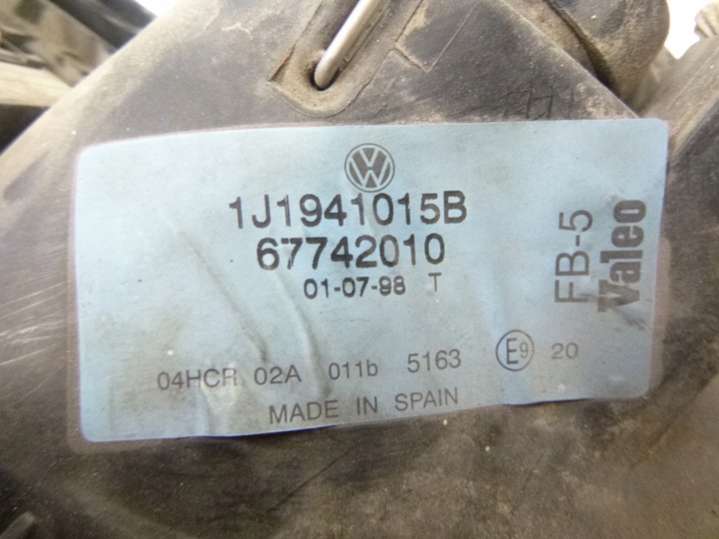 1J1941015B
67742010
01-07-98 T
FB-5
Valeo
04HCR 02A 011b 5163 E9 20
MADE IN SPAIN